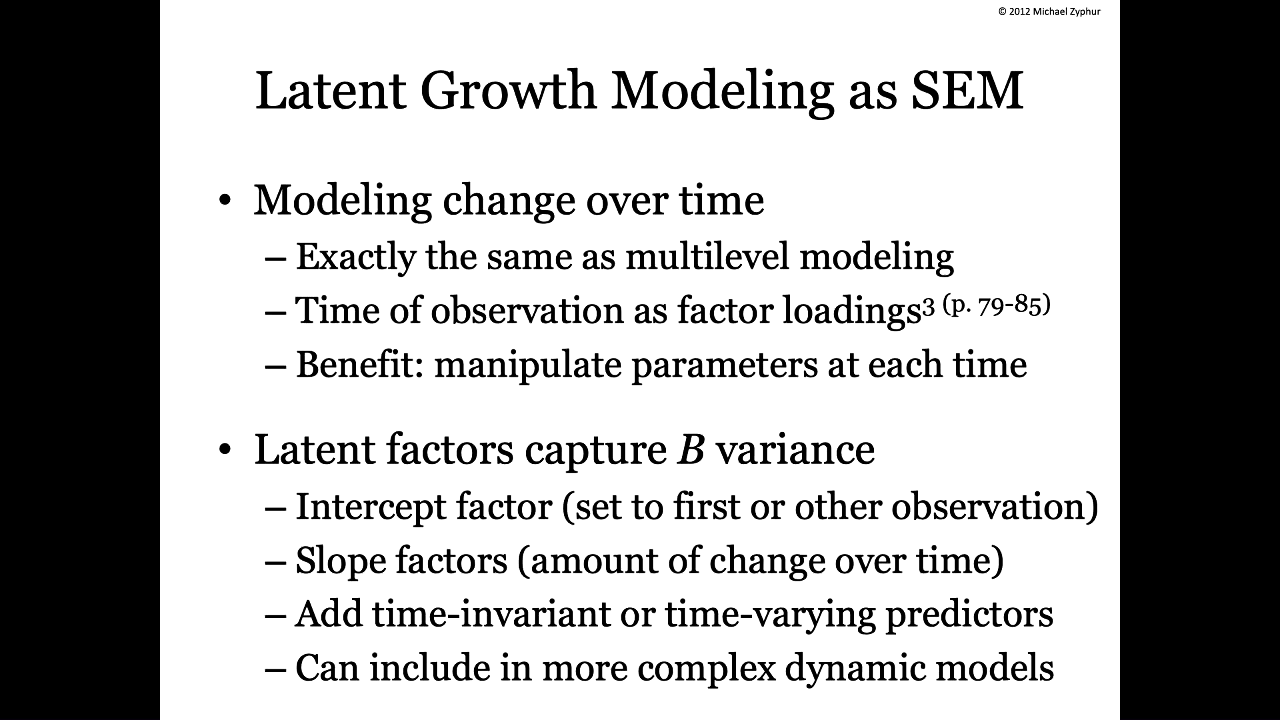 © 2012 Michael Zyphur
Latent Growth Modeling as SEM
• Modeling change over time
– Exactly the same as multilevel modeling
– Time of observation as factor loadings3 (p. 79-85)
– Benefit: manipulate parameters at each time
• Latent factors capture B variance
– Intercept factor (set to first or other observation)
– Slope factors (amount of change over time)
– Add time-invariant or time-varying predictors
– Can include in more complex dynamic models